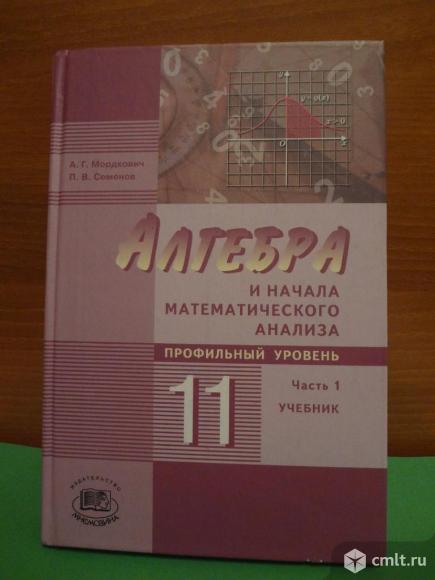 А. Г. Мордкович
П. В. Семенов
y=φ(x)
x
y
АЛГЕБРА
И НАЧАЛА
МАТЕМАТИЧЕСКОГО
АНАЛИЗА
ПРОФИЛЬНЫЙ УРОВЕНЬ
11
Часть 1
УЧЕБНИК
ИЗДАТЕЛЬСТВО
МНЕМОЗИНА
cmlt.ru